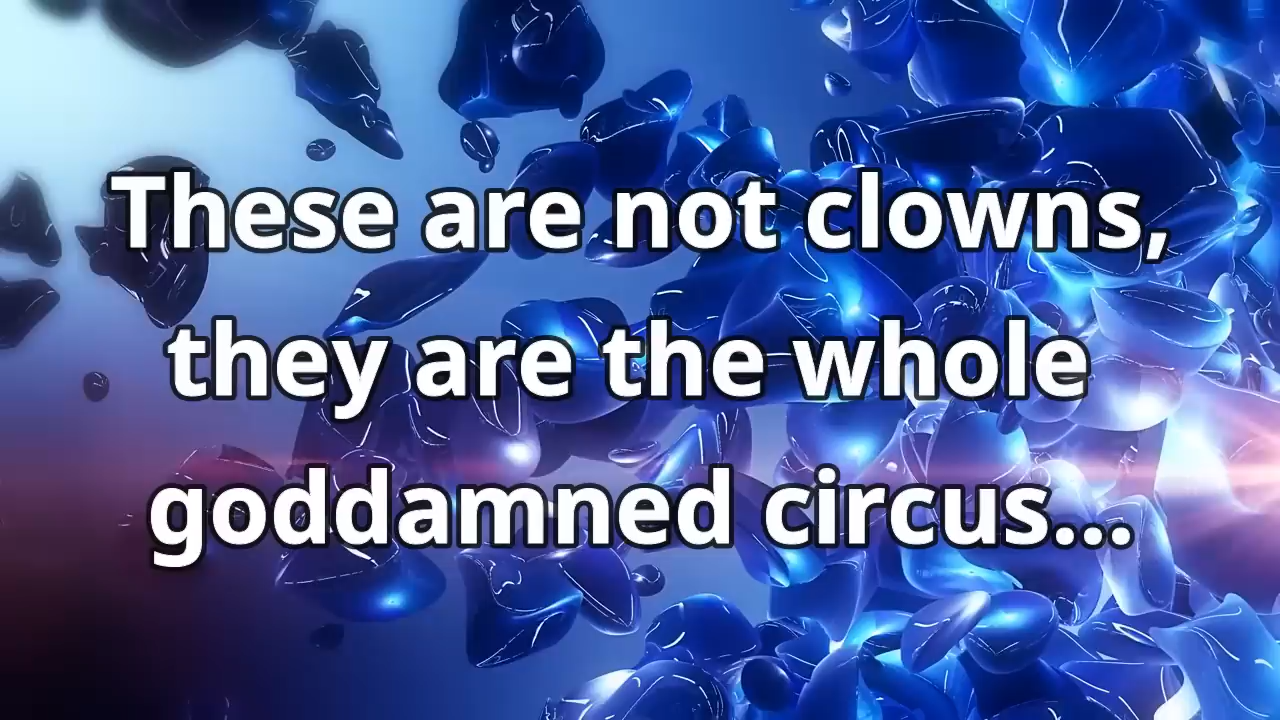 These are not clowns,
they are the whole
goddamned circus...